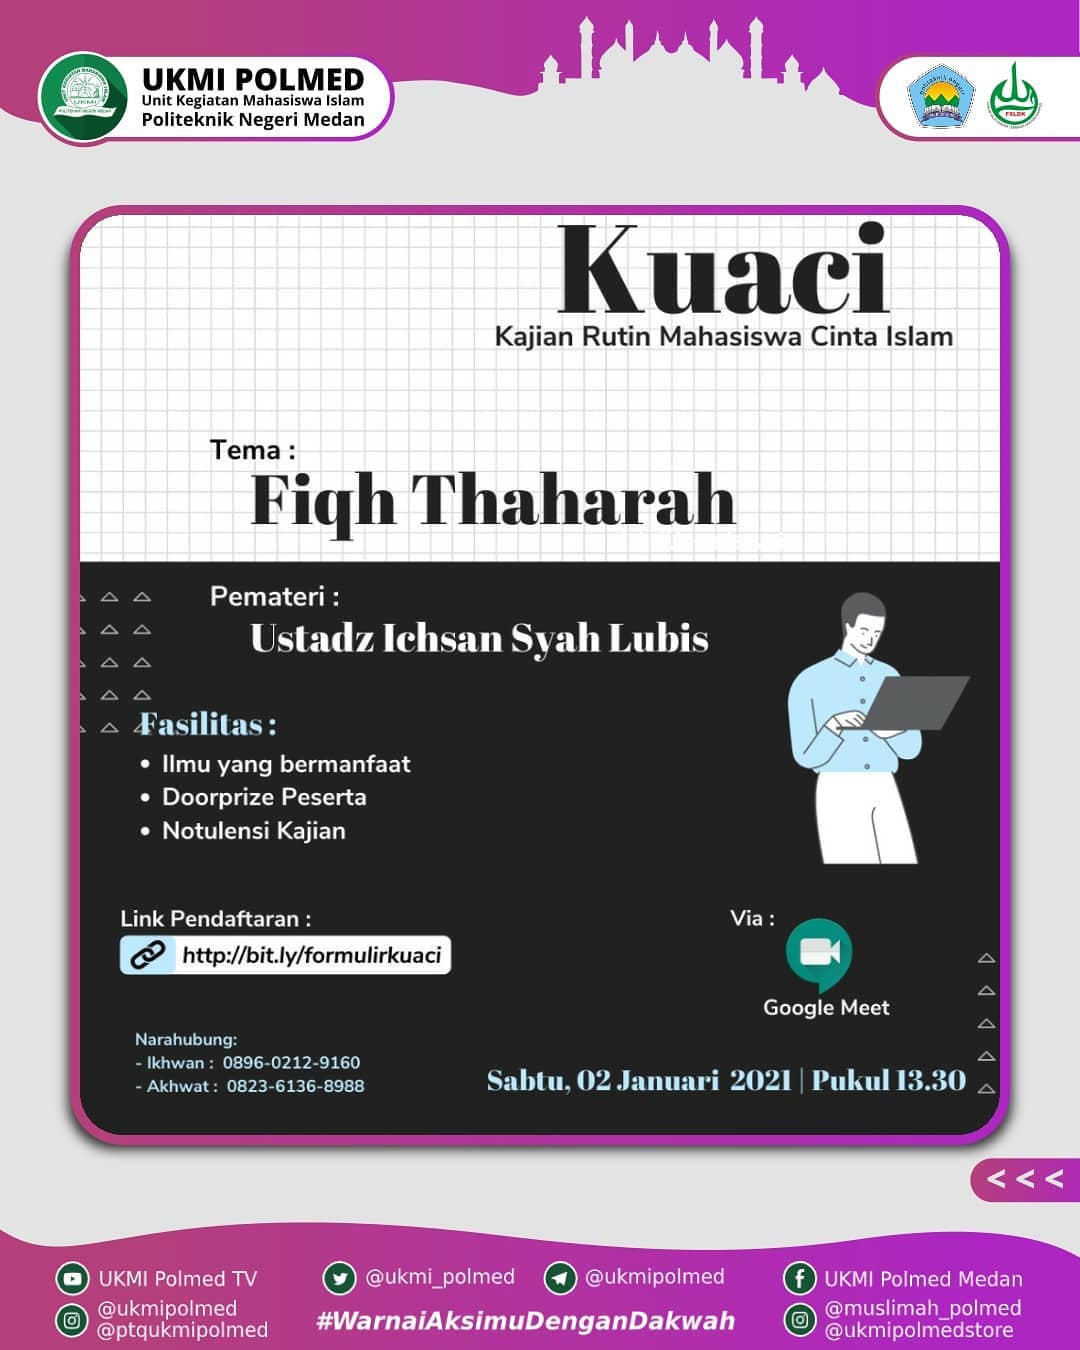 UKMI POLMED
Unit Kegiatan Mahasiswa Islam
Politeknik Negeri Medan
UKMI
FSLDK
Kuaci
Kajian Rutin Mahasiswa Cinta Islam
Tema :
Fiqh Thaharah
Pemateri :
Ustadz Ichsan Syah Lubis
Fasilitas :
• Ilmu yang bermanfaat
• Doorprize Peserta
• Notulensi Kajian
Link Pendaftaran :
http://bit.ly/formulirkuaci
Via :
Google Meet
Narahubung:
- Ikhwan : 0896-0212-9160
- Akhwat : 0823-6136-8988
Sabtu, 02 Januari 2021 | Pukul 13.30
<<<
UKMI Polmed TV
@ukmi_polmed
@ukmipolmed
UKMI Polmed Medan
@ukmipolmed
@ptqukmipolmed
#WarnaiAksimuDenganDakwah
@muslimah_polmed
@ukmipolmedstore